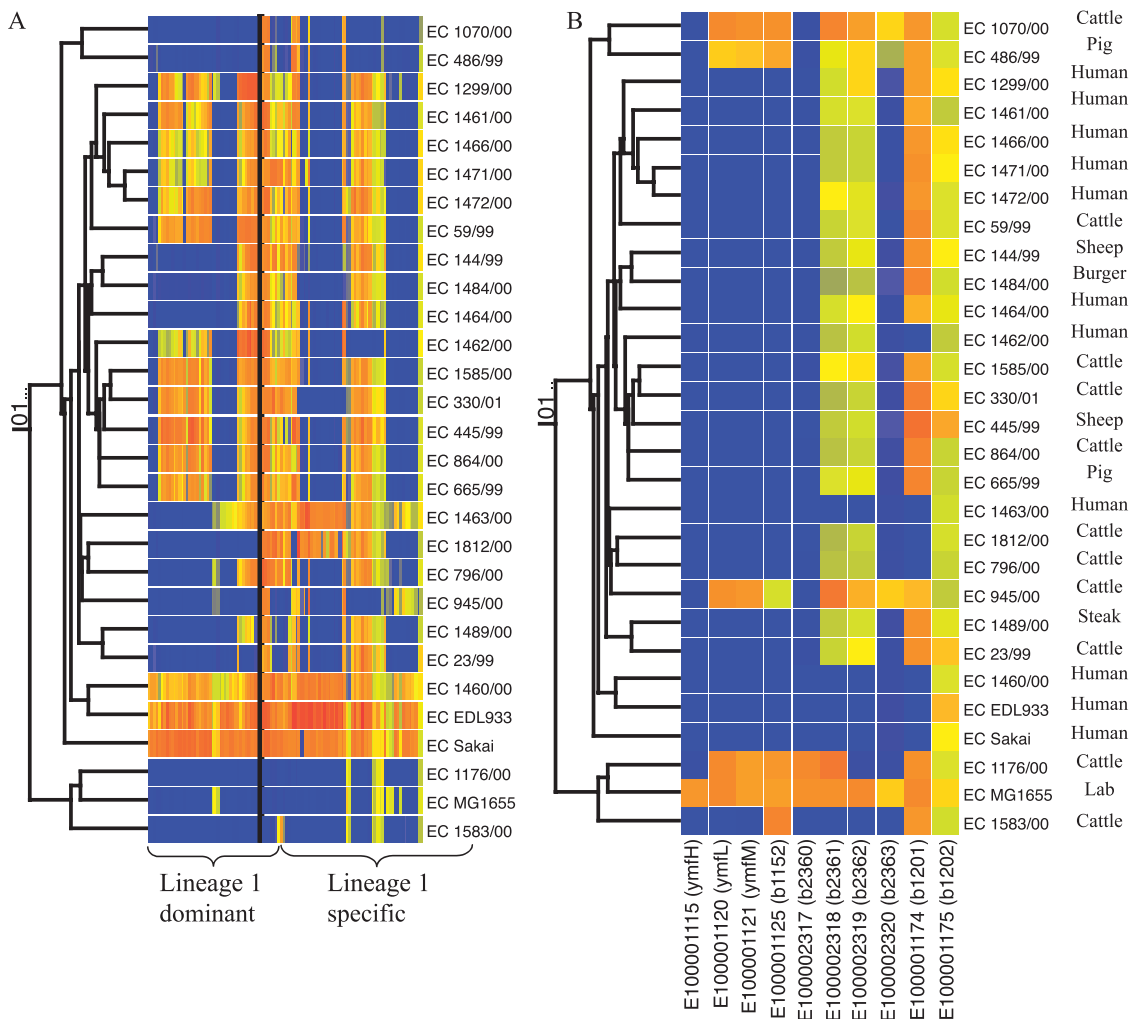 A
EC 1070/00
EC 486/99
EC 1299/00
EC 1461/00
EC 1466/00
EC 1471/00
EC 1472/00
EC 59/99
EC 144/99
EC 1484/00
EC 1464/00
EC 1462/00
EC 1585/00
EC 330/01
EC 445/99
EC 864/00
EC 665/99
EC 1463/00
EC 1812/00
EC 796/00
EC 945/00
EC 1489/00
EC 23/99
EC 1460/00
EC EDL933
EC Sakai
EC 1176/00
EC MG1655
EC 1583/00
Lineage 1
dominant
Lineage 1
specific
B
EC 1070/00 Cattle
EC 486/99 Pig
EC 1299/00 Human
EC 1461/00 Human
EC 1466/00 Human
EC 1471/00 Human
EC 1472/00 Human
EC 59/99 Cattle
EC 144/99 Sheep
EC 1484/00 Burger
EC 1464/00 Human
EC 1462/00 Human
EC 1585/00 Cattle
EC 330/01 Cattle
EC 445/99 Sheep
EC 864/00 Cattle
EC 665/99 Pig
EC 1463/00 Human
EC 1812/00 Cattle
EC 796/00 Cattle
EC 945/00 Cattle
EC 1489/00 Steak
EC 23/99 Cattle
EC 1460/00 Human
EC EDL933 Human
EC Sakai Human
EC 1176/00 Cattle
EC MG1655 Lab
EC 1583/00 Cattle
E100001115 (ymfH)
E100001120 (ymfL)
E100001121 (ymfM)
E100001125 (b1152)
E100002317 (b2360)
E100002318 (b2361)
E100002319 (b2362)
E100002320 (b2363)
E100001174 (b1201)
E100001175 (b1202)